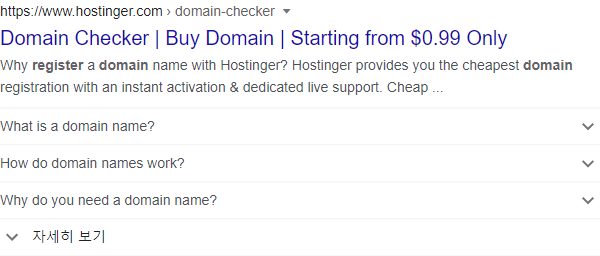 https://www.hostinger.com › domain-checker
Domain Checker | Buy Domain | Starting from $0.99 Only
Why register a domain name with Hostinger? Hostinger provides you the cheapest domain
registration with an instant activation & dedicated live support. Cheap ...
What is a domain name?
How do domain names work?
Why do you need a domain name?
자세히 보기